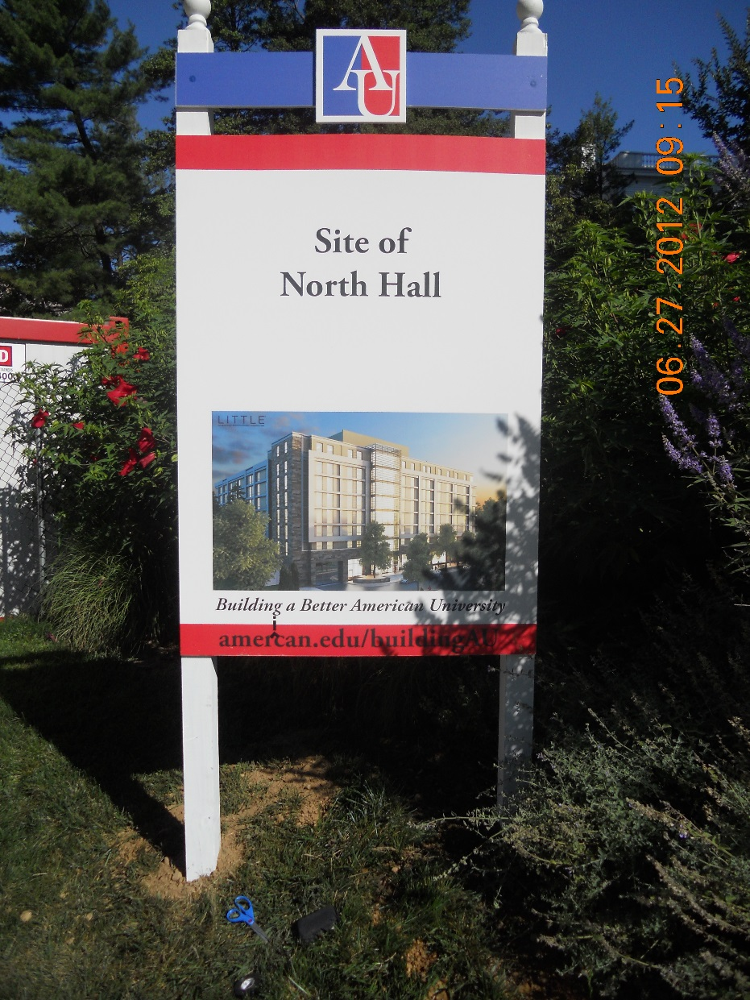 AU
Site of
North Hall
LITTLE
Building a Better American University
american.edu/buildingAU
D
06.27.2012 09:15